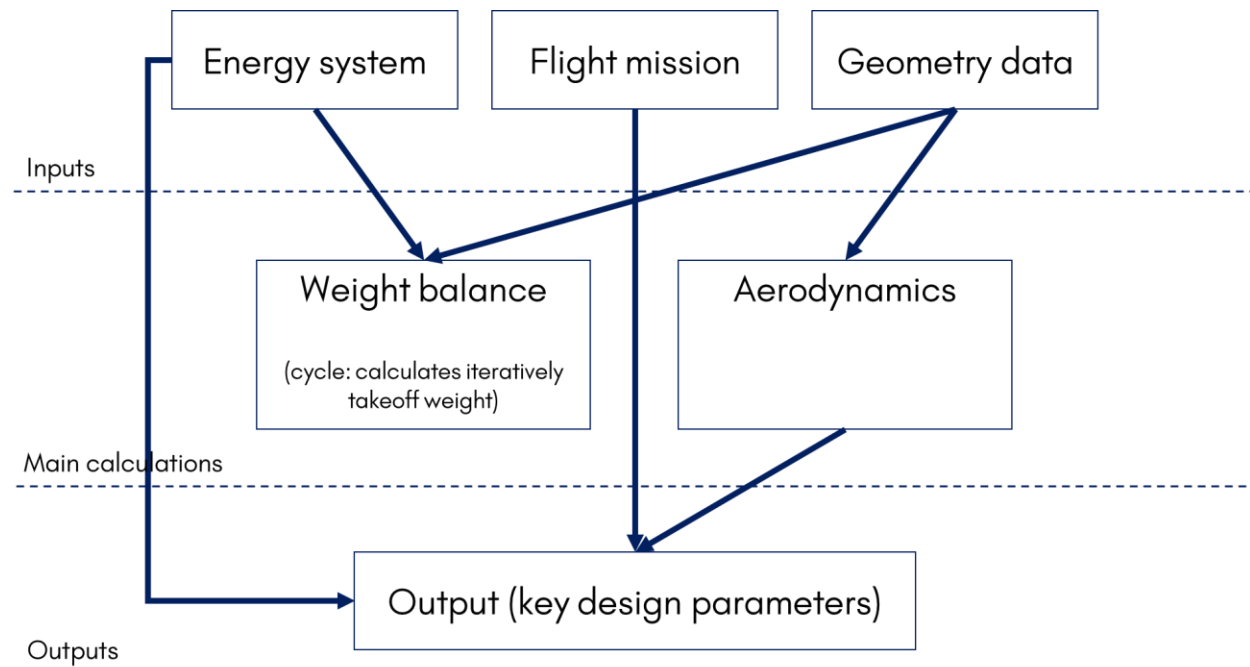 Energy system
Flight mission
Geometry data
Inputs
Weight balance
(cycle: calculates iteratively
takeoff weight)
Aerodynamics
Main calculations
Output (key design parameters)
Outputs